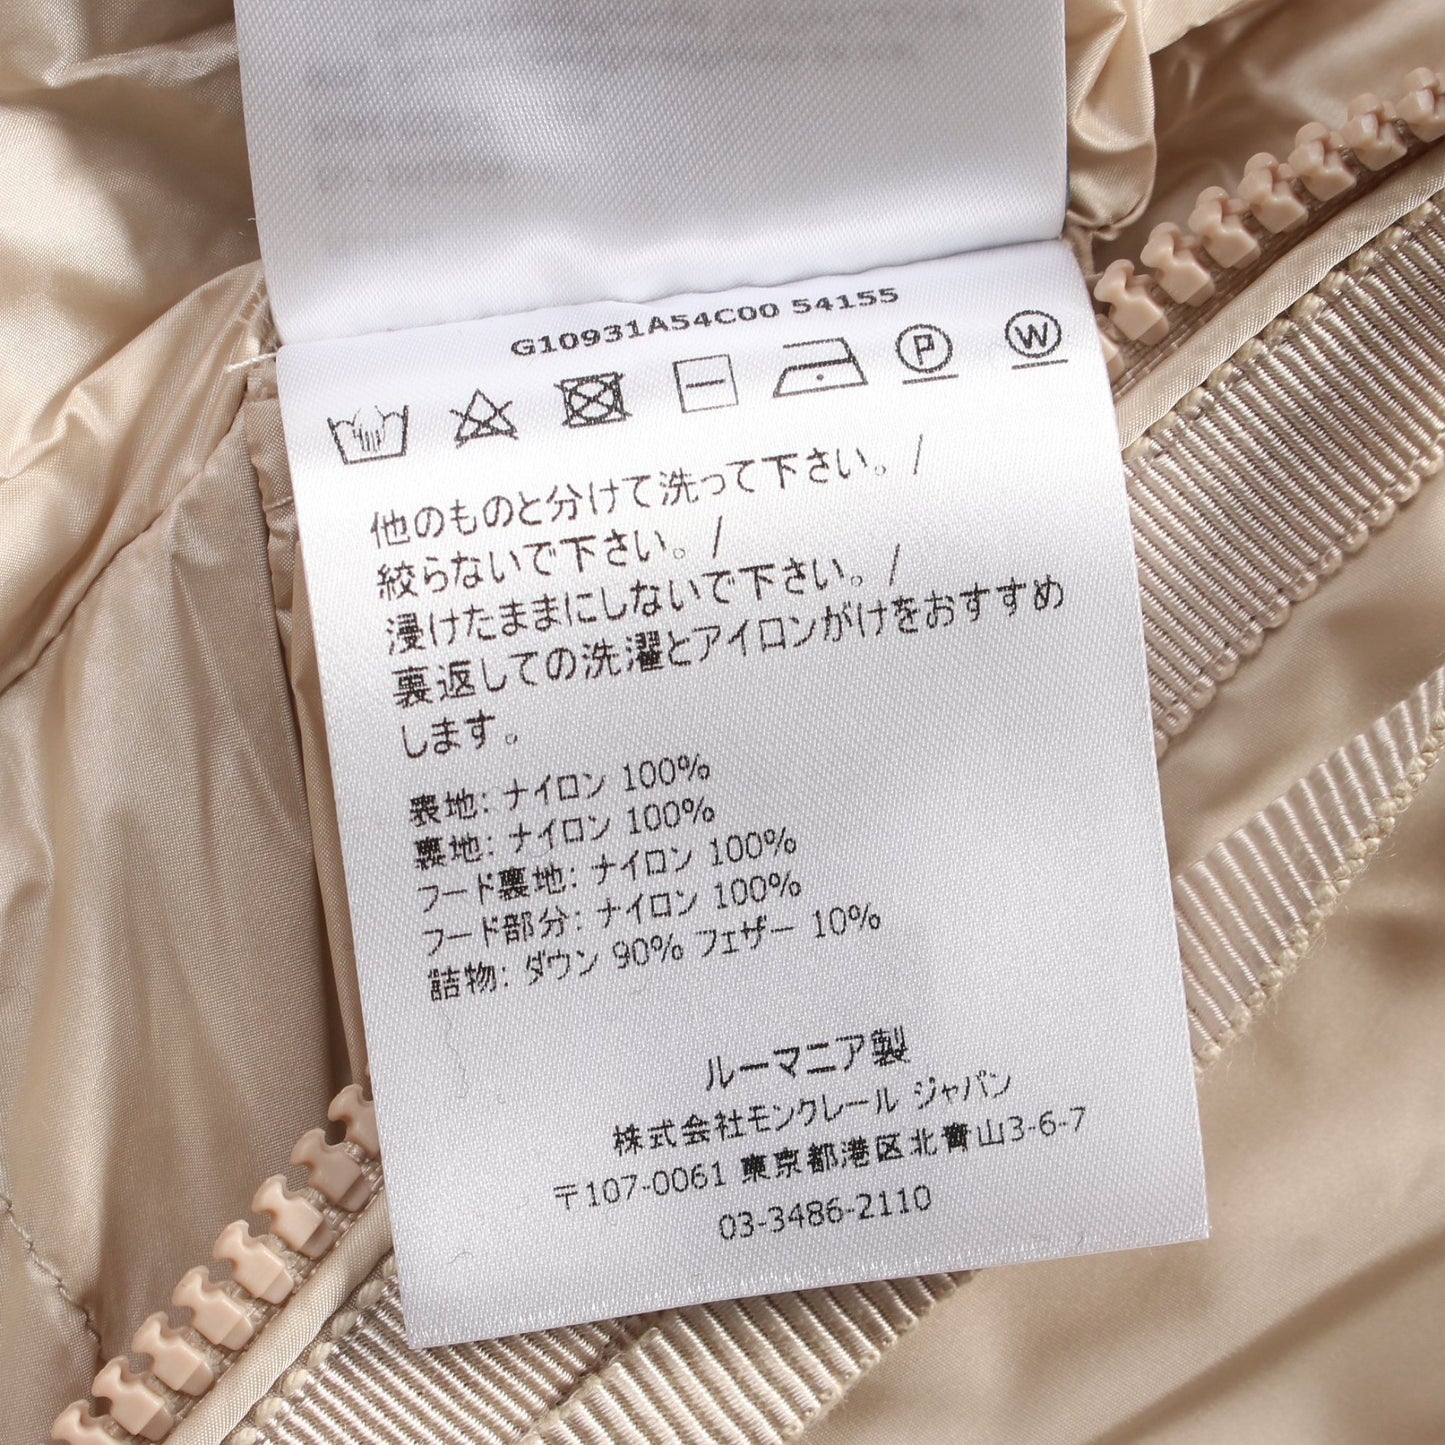 G10931A54C00 54155
P W
他のものと分けて洗って下さい。/
絞らないで下さい。/
浸けたままにしないで下さい。/
裏返しての洗濯とアイロンがけをおすすめ
します。
表地: ナイロン 100%
裏地: ナイロン 100%
フード裏地: ナイロン 100%
フード部分: ナイロン 100%
詰物: ダウン 90% フェザー 10%
ルーマニア製
株式会社モンクレール ジャパン
〒107-0061 東京都港区北青山3-6-7
03-3486-2110